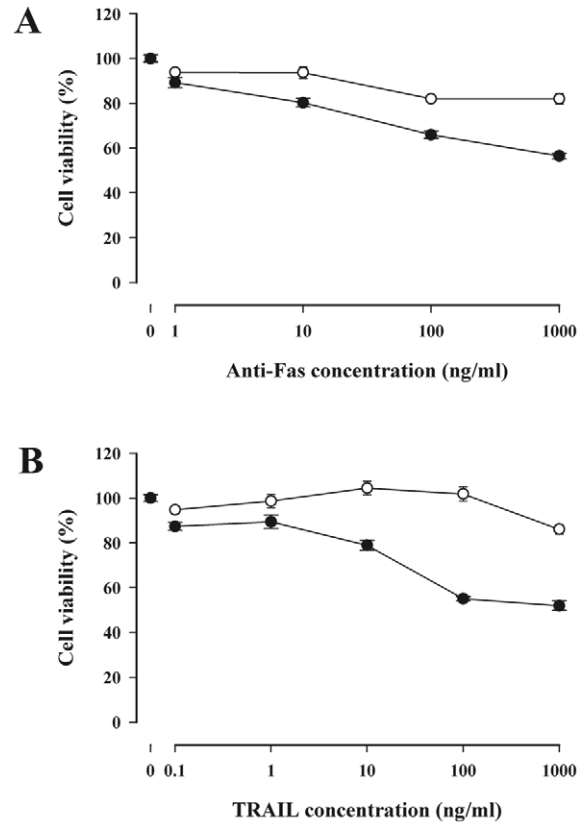 A
120
100
80
60
40
20
0
Cell viability (%)
0 1 10 100 1000
Anti-Fas concentration (ng/ml)
B
120
100
80
60
40
20
0
Cell viability (%)
0 0.1 1 10 100 1000
TRAIL concentration (ng/ml)